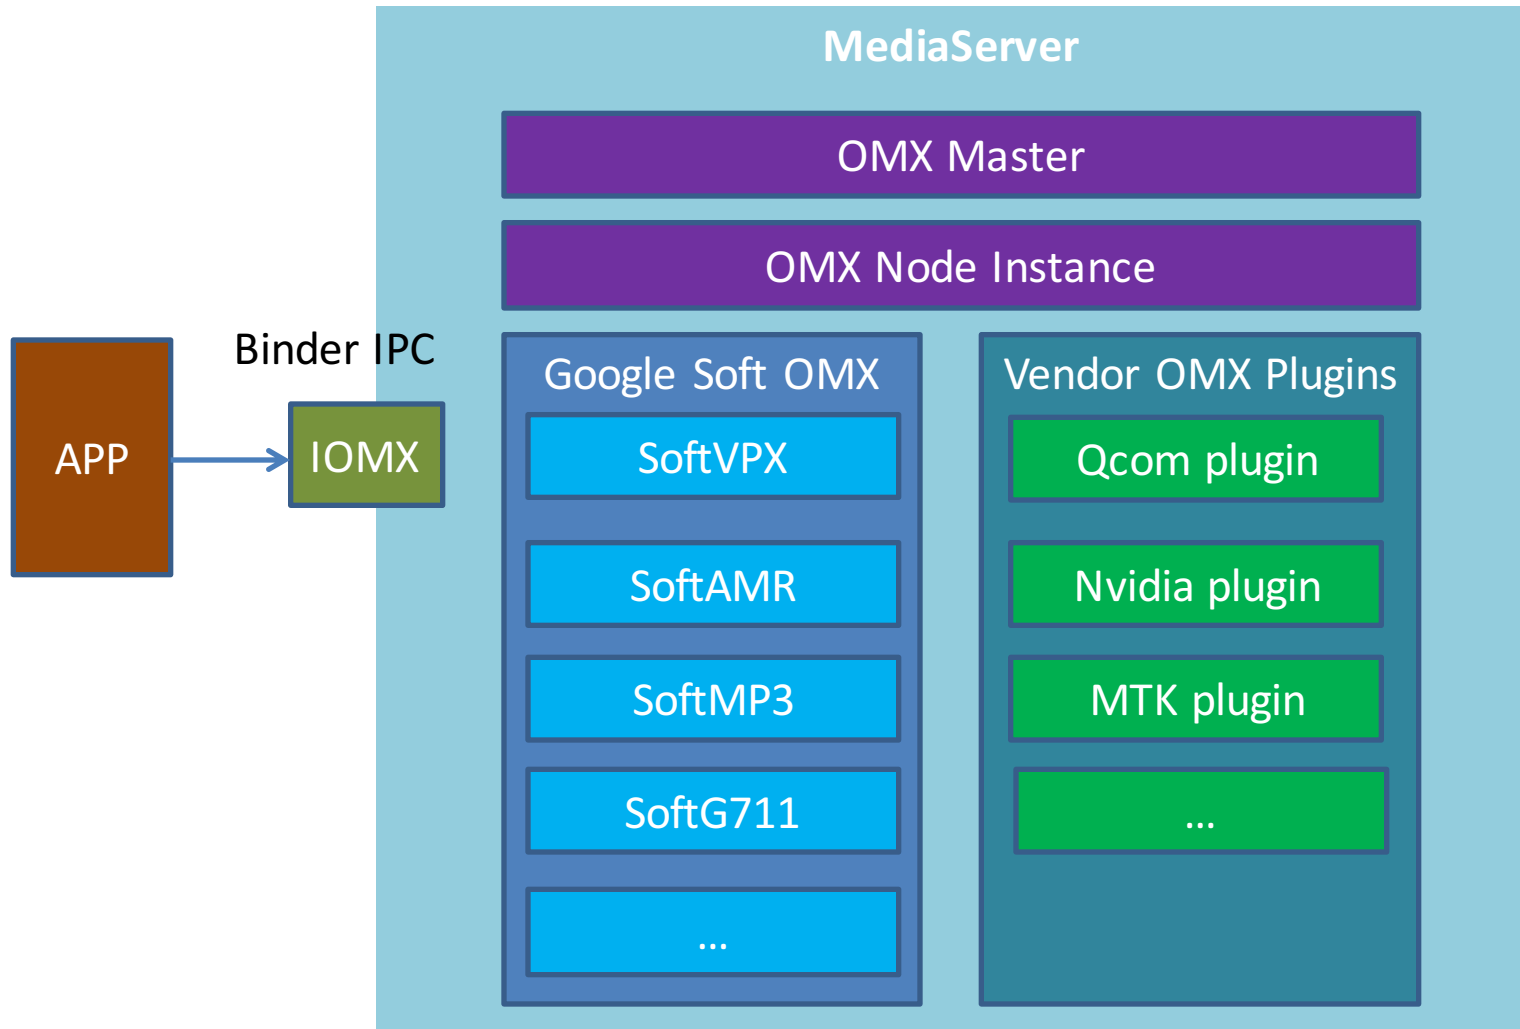 MediaServer
OMX Master
OMX Node Instance
Binder IPC
APP
IOMX
Google Soft OMX
SoftVPX
SoftAMR
SoftMP3
SoftG711
...
Vendor OMX Plugins
Qcom plugin
Nvidia plugin
MTK plugin
...